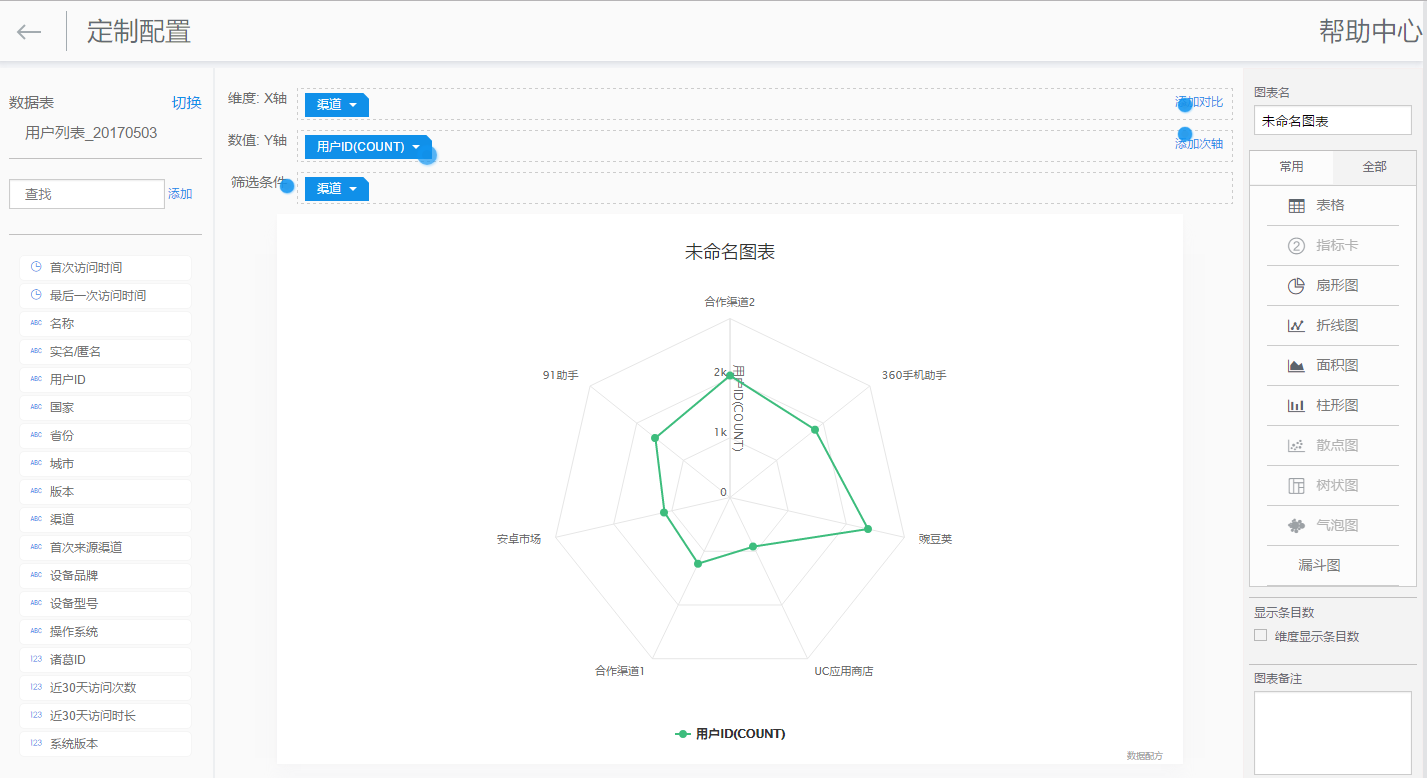 定制配置
帮助中心
数据表 切换
用户列表_20170503
查找 添加
首次访问时间
最后一次访问时间
ABC 名称
ABC 实名/匿名
ABC 用户ID
ABC 国家
ABC 省份
ABC 城市
ABC 版本
ABC 渠道
ABC 首次来源渠道
ABC 设备品牌
ABC 设备型号
ABC 操作系统
123 诸葛ID
123 近30天访问次数
123 近30天访问时长
123 系统版本
维度: X轴 渠道 添加对比
数值: Y轴 用户ID(COUNT) 添加次轴
筛选条件 渠道
未命名图表
合作渠道2
91助手
360手机助手
2k
1k
0
用户ID(COUNT)
安卓市场
豌豆荚
合作渠道1
UC应用商店
用户ID(COUNT)
数据配方
图表名
未命名图表
常用 全部
表格
2 指标卡
扇形图
折线图
面积图
柱形图
散点图
树状图
气泡图
漏斗图
显示条目数
维度显示条目数
图表备注